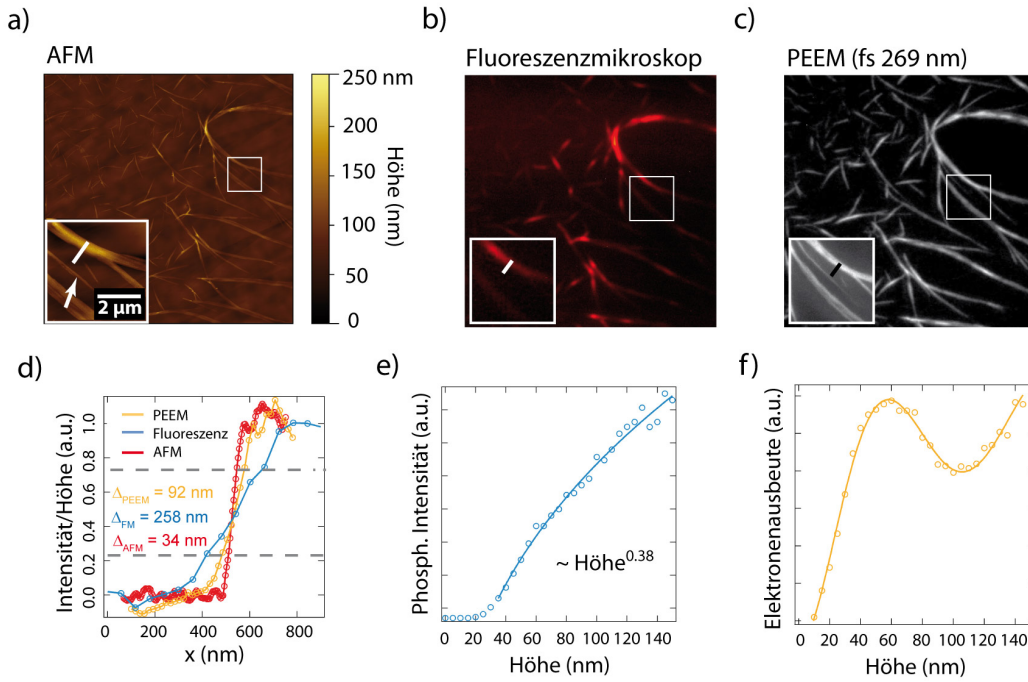 a)
AFM
250 nm
200
150
100
50
0
Höhe (nm)
2 µm
b)
Fluoreszenzmikroskop
c)
PEEM (fs 269 nm)
d)
Intensität/Höhe (a.u.)
1.0
0.8
0.6
0.4
0.2
0.0
PEEM
Fluoreszenz
AFM
ΔPEEM = 92 nm
ΔFM = 258 nm
ΔAFM = 34 nm
0 200 400 600 800
x (nm)
e)
Phosph. Intensität (a.u.)
~ Höhe^0.38
0 20 40 60 80 100 120 140
Höhe (nm)
f)
Elektronenausbeute (a.u.)
0 20 40 60 80 100 120 140
Höhe (nm)